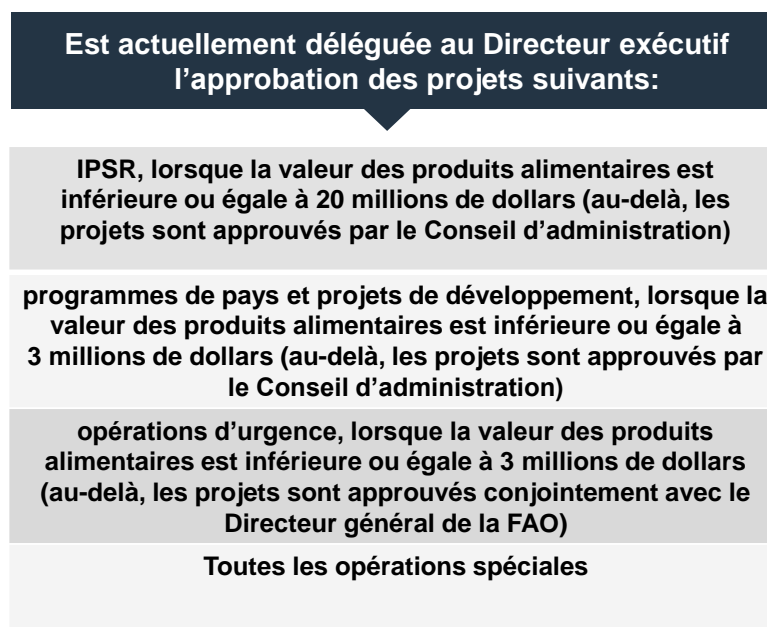 Est actuellement déléguée au Directeur exécutif
l’approbation des projets suivants:
IPSR, lorsque la valeur des produits alimentaires est
inférieure ou égale à 20 millions de dollars (au-delà, les
projets sont approuvés par le Conseil d’administration)
programmes de pays et projets de développement, lorsque la
valeur des produits alimentaires est inférieure ou égale à
3 millions de dollars (au-delà, les projets sont approuvés par
le Conseil d’administration)
opérations d’urgence, lorsque la valeur des produits
alimentaires est inférieure ou égale à 3 millions de dollars
(au-delà, les projets sont approuvés conjointement avec le
Directeur général de la FAO)
Toutes les opérations spéciales